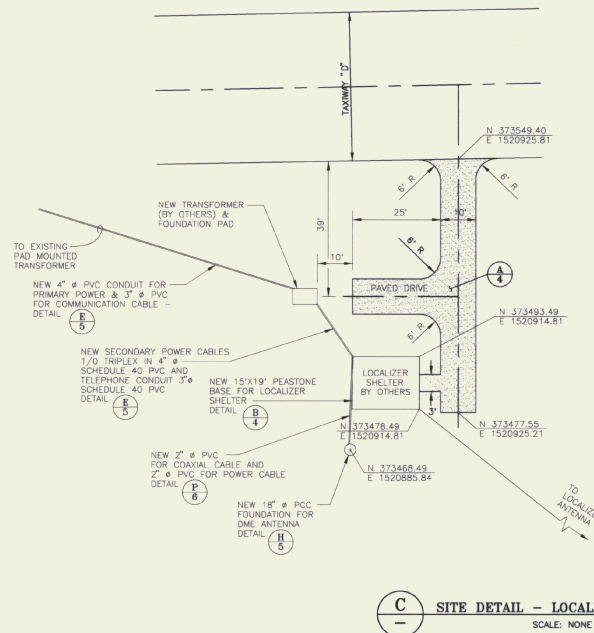 TAXIWAY "D"
N 373549.40
E 1520925.81
6' R
6' R
39'
NEW TRANSFORMER
(BY OTHERS) &
FOUNDATION PAD
25'
10'
10'
6' R
TO EXISTING
PAD MOUNTED
TRANSFORMER
PAVED DRIVE
A
4
NEW 4" ø PVC CONDUIT FOR
PRIMARY POWER & 3" ø PVC
FOR COMMUNICATION CABLE -
DETAIL
E
5
N 373493.49
E 1520914.81
6' R
NEW SECONDARY POWER CABLES
1/0 TRIPLEX IN 4" ø
SCHEDULE 40 PVC AND
TELEPHONE CONDUIT 3"ø
SCHEDULE 40 PVC
DETAIL
E
5
LOCALIZER
SHELTER
BY OTHERS
NEW 15'X19' PEASTONE
BASE FOR LOCALIZER
SHELTER
DETAIL
B
4
3'
N 373478.49
E 1520914.81
N 373477.55
E 1520925.21
NEW 2" ø PVC
FOR COAXIAL CABLE AND
2" ø PVC FOR POWER CABLE
DETAIL
P
6
N 373468.49
E 1520885.84
NEW 18" ø PCC
FOUNDATION FOR
DME ANTENNA
DETAIL
H
5
TO
LOCALIZE
ANTENNA
C
–
SITE DETAIL – LOCALI
SCALE: NONE